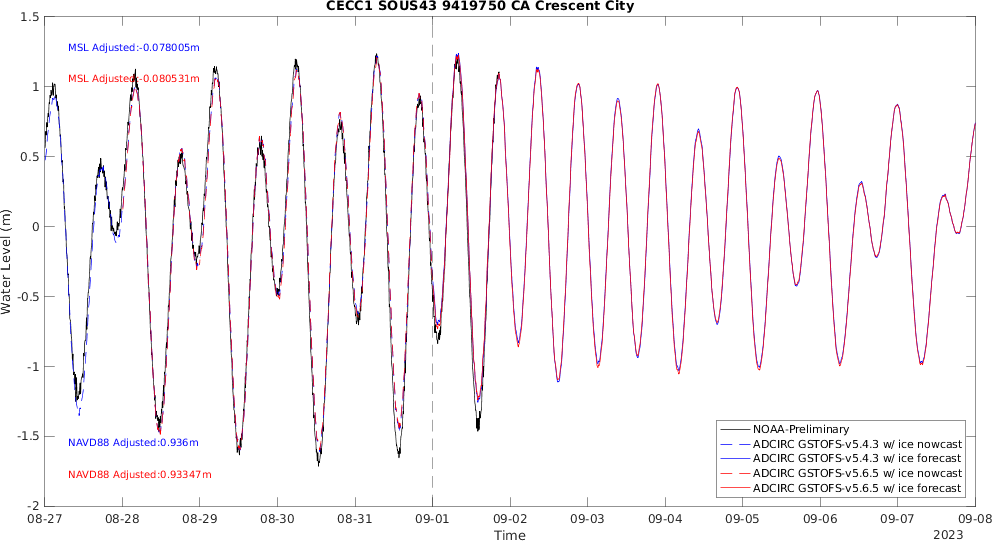 CECC1 SOUS43 9419750 CA Crescent City
1.5
1
0.5
0
-0.5
-1
-1.5
-2
Water Level (m)
MSL Adjusted:-0.078005m
MSL Adjusted:-0.080531m
NAVD88 Adjusted:0.936m
NAVD88 Adjusted:0.93347m
NOAA-Preliminary
ADCIRC GSTOFS-v5.4.3 w/ ice nowcast
ADCIRC GSTOFS-v5.4.3 w/ ice forecast
ADCIRC GSTOFS-v5.6.5 w/ ice nowcast
ADCIRC GSTOFS-v5.6.5 w/ ice forecast
08-27 08-28 08-29 08-30 08-31 09-01 09-02 09-03 09-04 09-05 09-06 09-07 09-08
Time
2023